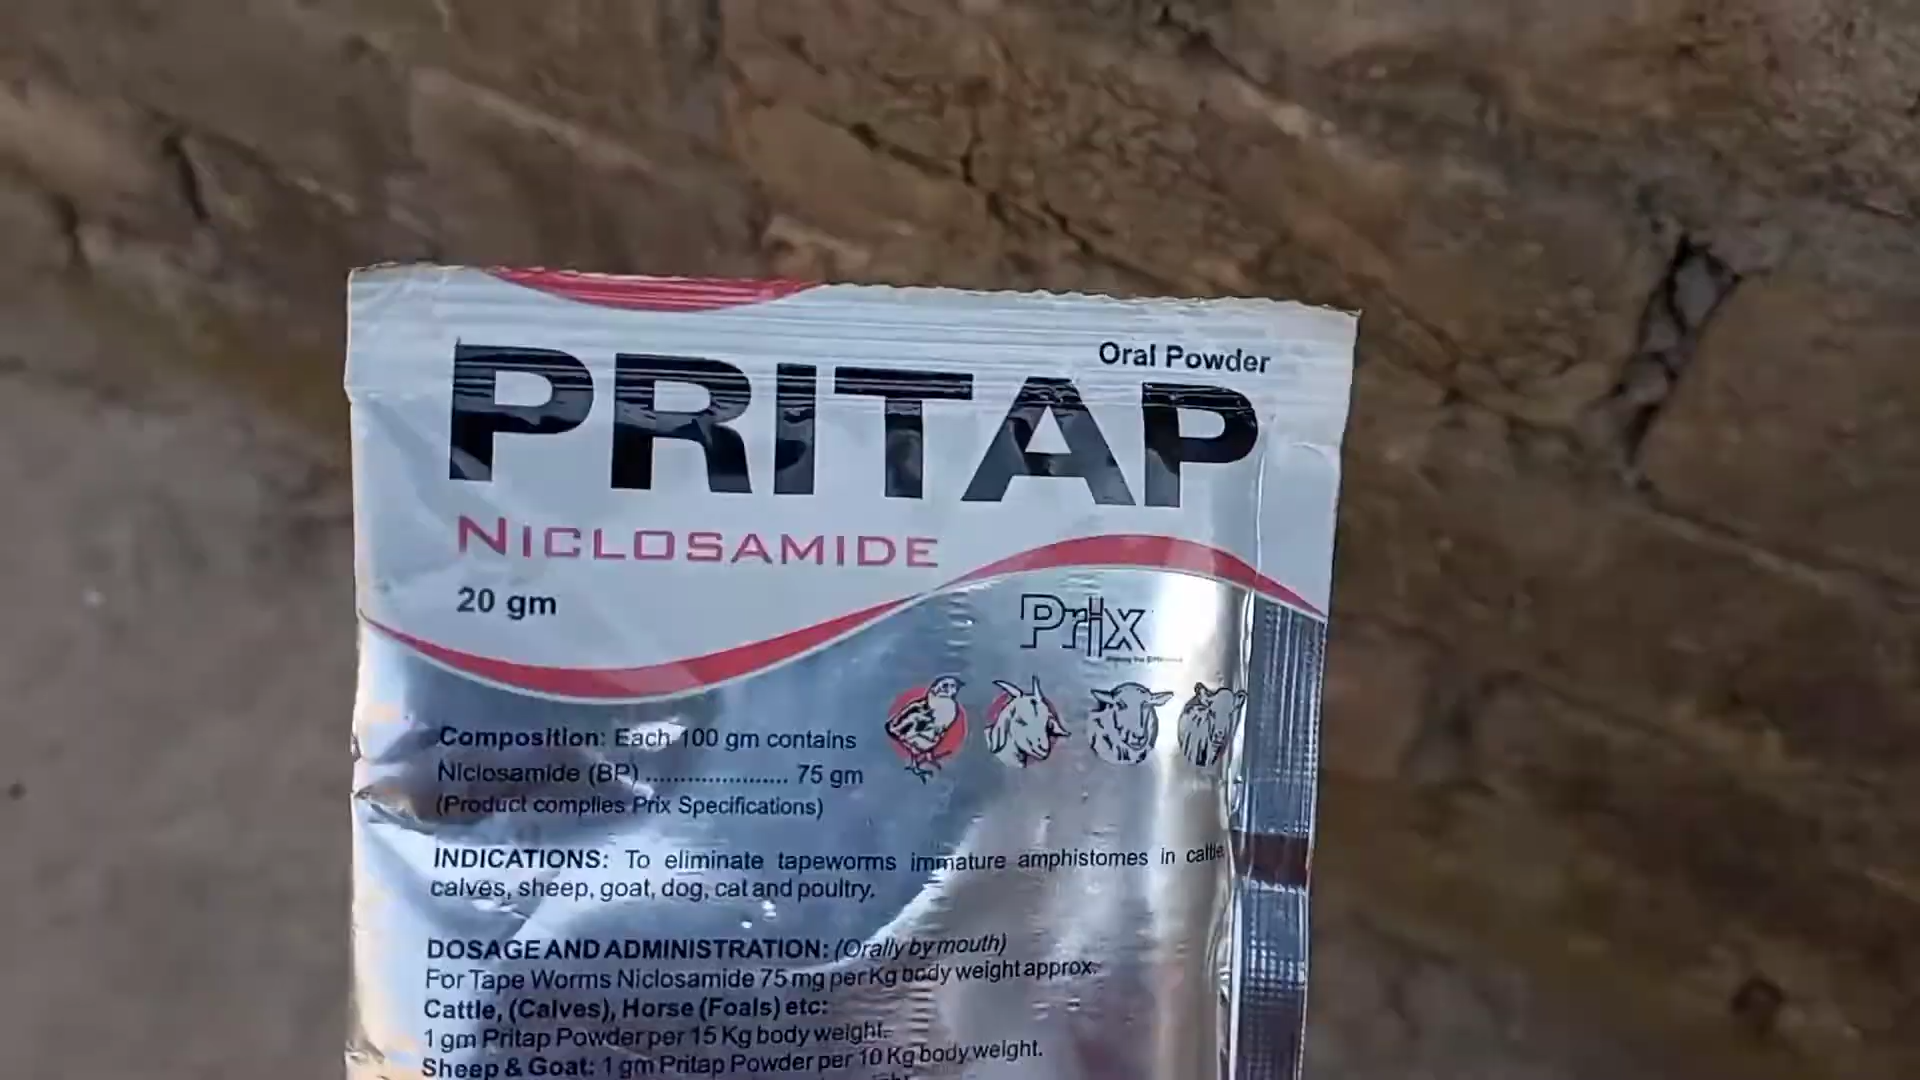 Oral Powder
PRITAP
NICLOSAMIDE
20 gm
Prix
Composition: Each 100 gm contains
Niclosamide (BP) ..................... 75 gm
(Product complies Prix Specifications)
INDICATIONS: To eliminate tapeworms immature amphistomes in cattle,
calves, sheep, goat, dog, cat and poultry.
DOSAGE AND ADMINISTRATION: (Orally by mouth)
For Tape Worms Niclosamide 75 mg per Kg body weight approx.
Cattle, (Calves), Horse (Foals) etc:
1 gm Pritap Powder per 15 Kg body weight.
Sheep & Goat: 1 gm Pritap Powder per 10 Kg body weight.